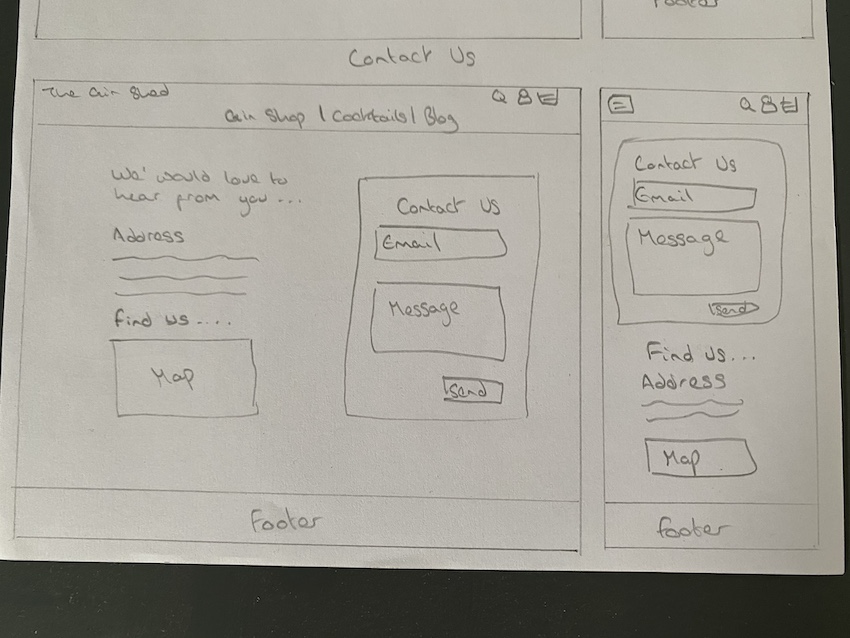 Footer
Contact Us
The Gin Shed
Gin Shop | Cocktails | Blog
We' would love to
hear from you ...
Address
Find us ....
Map
Contact Us
Email
Message
Send
Footer
Contact Us
Email
Message
Send
Find Us...
Address
Map
Footer